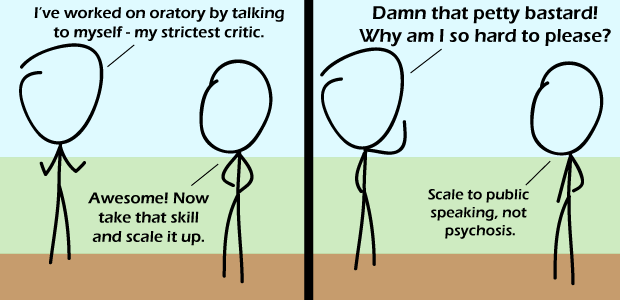 I've worked on oratory by talking
to myself - my strictest critic.
Awesome! Now
take that skill
and scale it up.
Damn that petty bastard!
Why am I so hard to please?
Scale to public
speaking, not
psychosis.